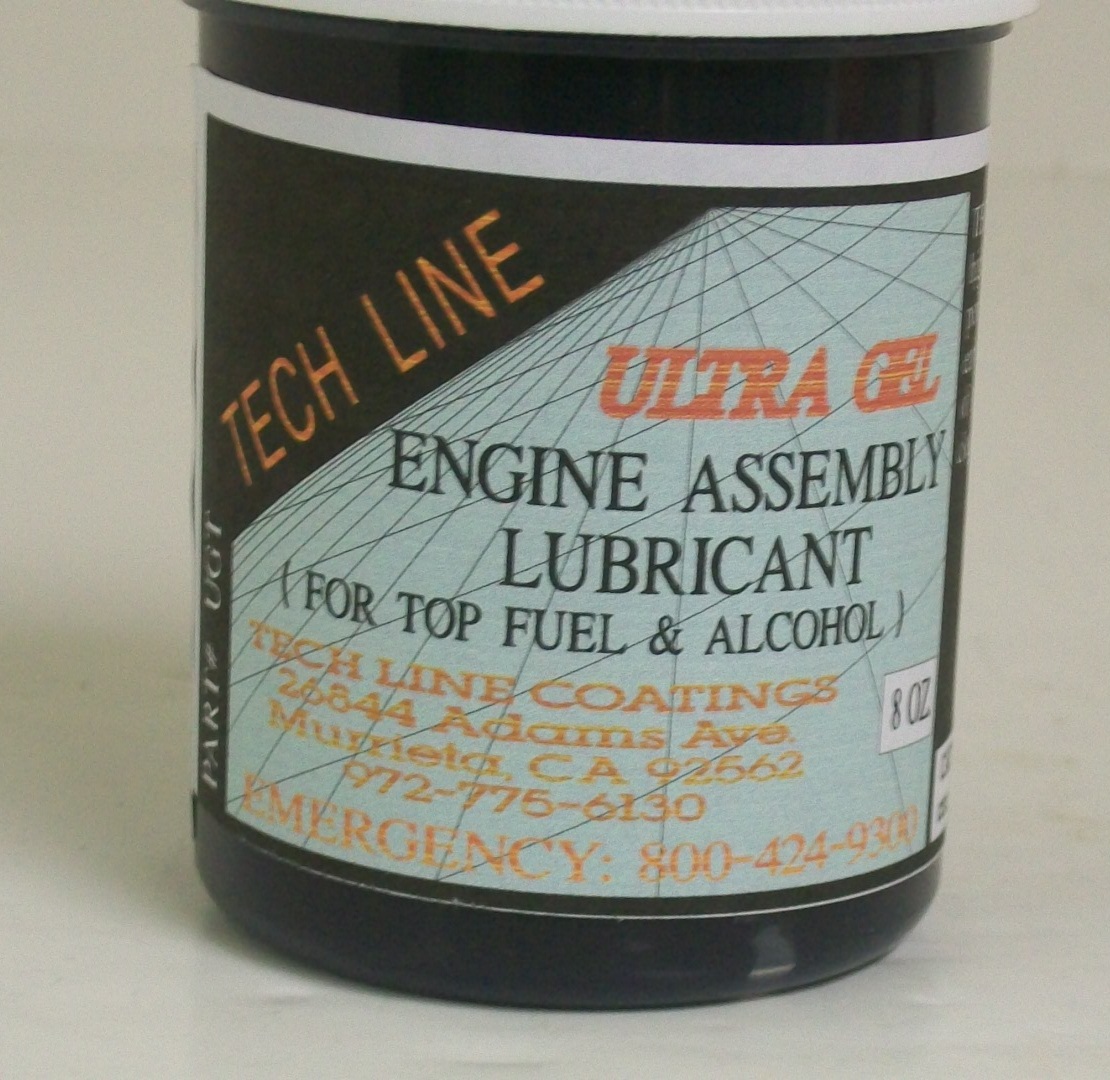 TECH LINE
ULTRA GEL
ENGINE ASSEMBLY
LUBRICANT
( FOR TOP FUEL & ALCOHOL )
TECH LINE COATINGS
26844 Adams Ave.
Murrieta, CA 92562
972-775-6130
EMERGENCY: 800-424-9300
8 OZ
PART# UGT